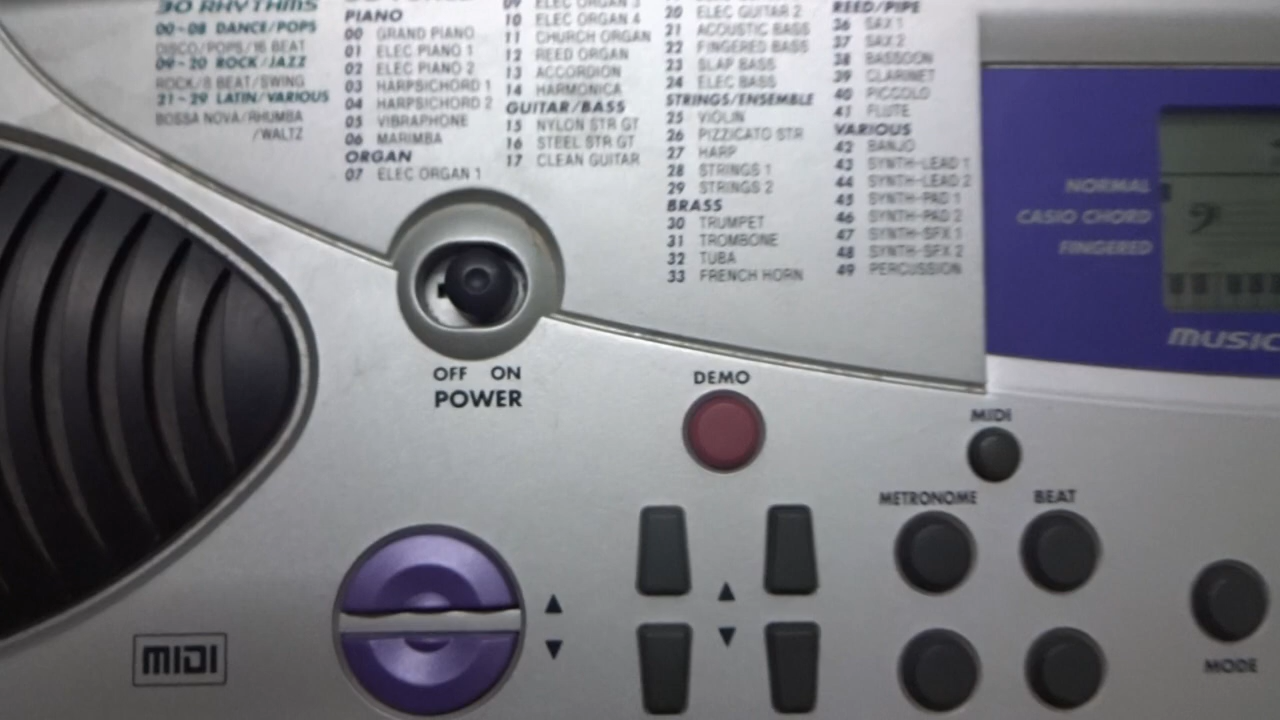 30 RHYTHMS
00~08 DANCE/POPS
DISCO/POPS/16 BEAT
09~20 ROCK/JAZZ
ROCK/8 BEAT/SWING
21~29 LATIN/VARIOUS
BOSSA NOVA/RHUMBA
/WALTZ
PIANO
00 GRAND PIANO
01 ELEC PIANO 1
02 ELEC PIANO 2
03 HARPSICHORD 1
04 HARPSICHORD 2
05 VIBRAPHONE
06 MARIMBA
ORGAN
07 ELEC ORGAN 1
09 ELEC ORGAN 3
10 ELEC ORGAN 4
11 CHURCH ORGAN
12 REED ORGAN
13 ACCORDION
14 HARMONICA
GUITAR/BASS
15 NYLON STR GT
16 STEEL STR GT
17 CLEAN GUITAR
20 ELEC GUITAR 2
21 ACOUSTIC BASS
22 FINGERED BASS
23 SLAP BASS
24 ELEC BASS
STRINGS/ENSEMBLE
25 VIOLIN
26 PIZZICATO STR
27 HARP
28 STRINGS 1
29 STRINGS 2
BRASS
30 TRUMPET
31 TROMBONE
32 TUBA
33 FRENCH HORN
REED/PIPE
36 SAX 1
37 SAX 2
38 BASSOON
39 CLARINET
40 PICCOLO
41 FLUTE
VARIOUS
42 BANJO
43 SYNTH-LEAD 1
44 SYNTH-LEAD 2
45 SYNTH-PAD 1
46 SYNTH-PAD 2
47 SYNTH-SFX 1
48 SYNTH-SFX 2
49 PERCUSSION
NORMAL
CASIO CHORD
FINGERED
MUSIC
OFF ON
POWER
DEMO
MIDI
METRONOME BEAT
MODE
MIDI